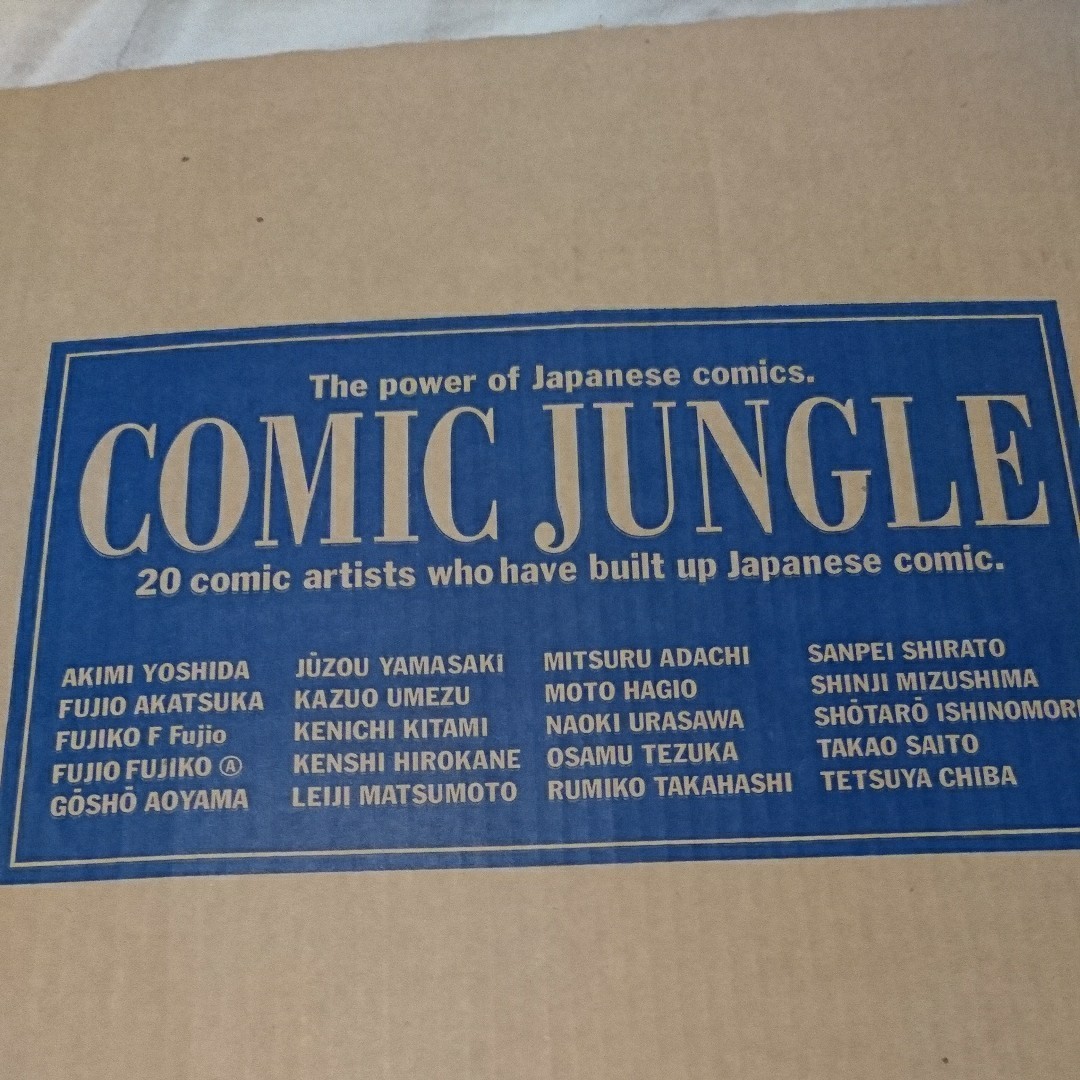 The power of Japanese comics.
COMIC JUNGLE
20 comic artists who have built up Japanese comic.
AKIMI YOSHIDA
FUJIO AKATSUKA
FUJIKO F Fujio
FUJIO FUJIKO Ⓐ
GŌSHŌ AOYAMA
JŪZOU YAMASAKi
KAZUO UMEZU
KENICHI KITAMI
KENSHI HIROKANE
LEIJI MATSUMOTO
MITSURU ADACHI
MOTO HAGIO
NAOKI URASAWA
OSAMU TEZUKA
RUMIKO TAKAHASHI
SANPEI SHIRATO
SHINJI MIZUSHIMA
SHŌTARŌ ISHINOMORI
TAKAO SAITO
TETSUYA CHIBA